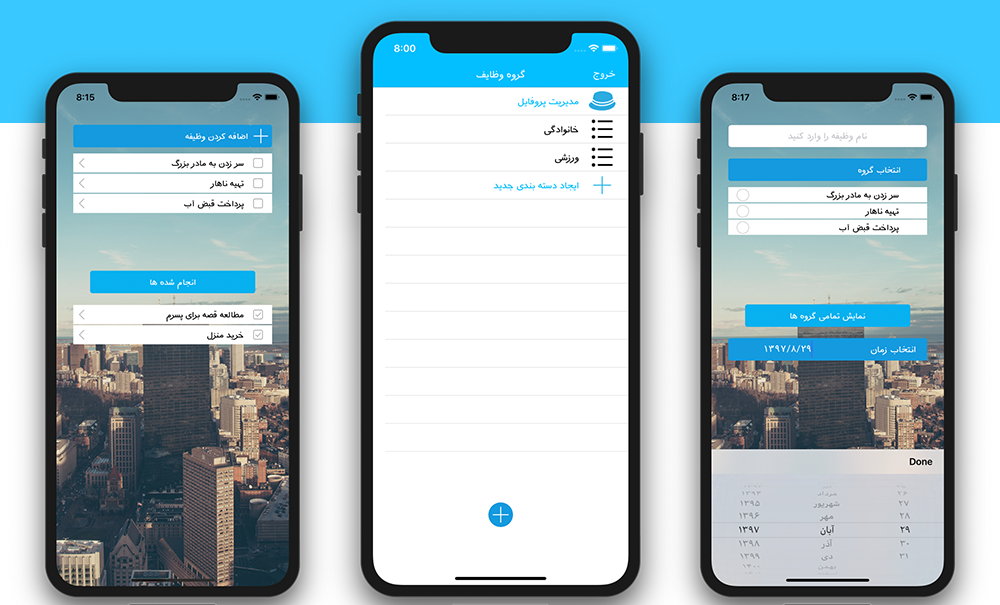 8:15
اضافه کردن وظیفه
سر زدن به مادر بزرگ
تهیه ناهار
پرداخت قبض اب
انجام شده ها
مطالعه قصه برای پسرم
خرید منزل
8:00
گروه وظایف
خروج
مدیریت پروفایل
خانوادگی
ورزشی
ایجاد دسته بندی جدید
8:17
نام وظیفه را وارد کنید
انتخاب گروه
سر زدن به مادر بزرگ
تهیه ناهار
پرداخت قبض اب
نمایش تمامی گروه ها
انتخاب زمان ۱۳۹۷/۸/۲۹
Done
۲۶ مرداد ۱۳۹۴
۲۷ شهریور ۱۳۹۵
۲۸ مهر ۱۳۹۶
۲۹ آبان ۱۳۹۷
۳۰ آذر ۱۳۹۸
۳۱ دی ۱۳۹۹
بهمن ۱۴۰۰